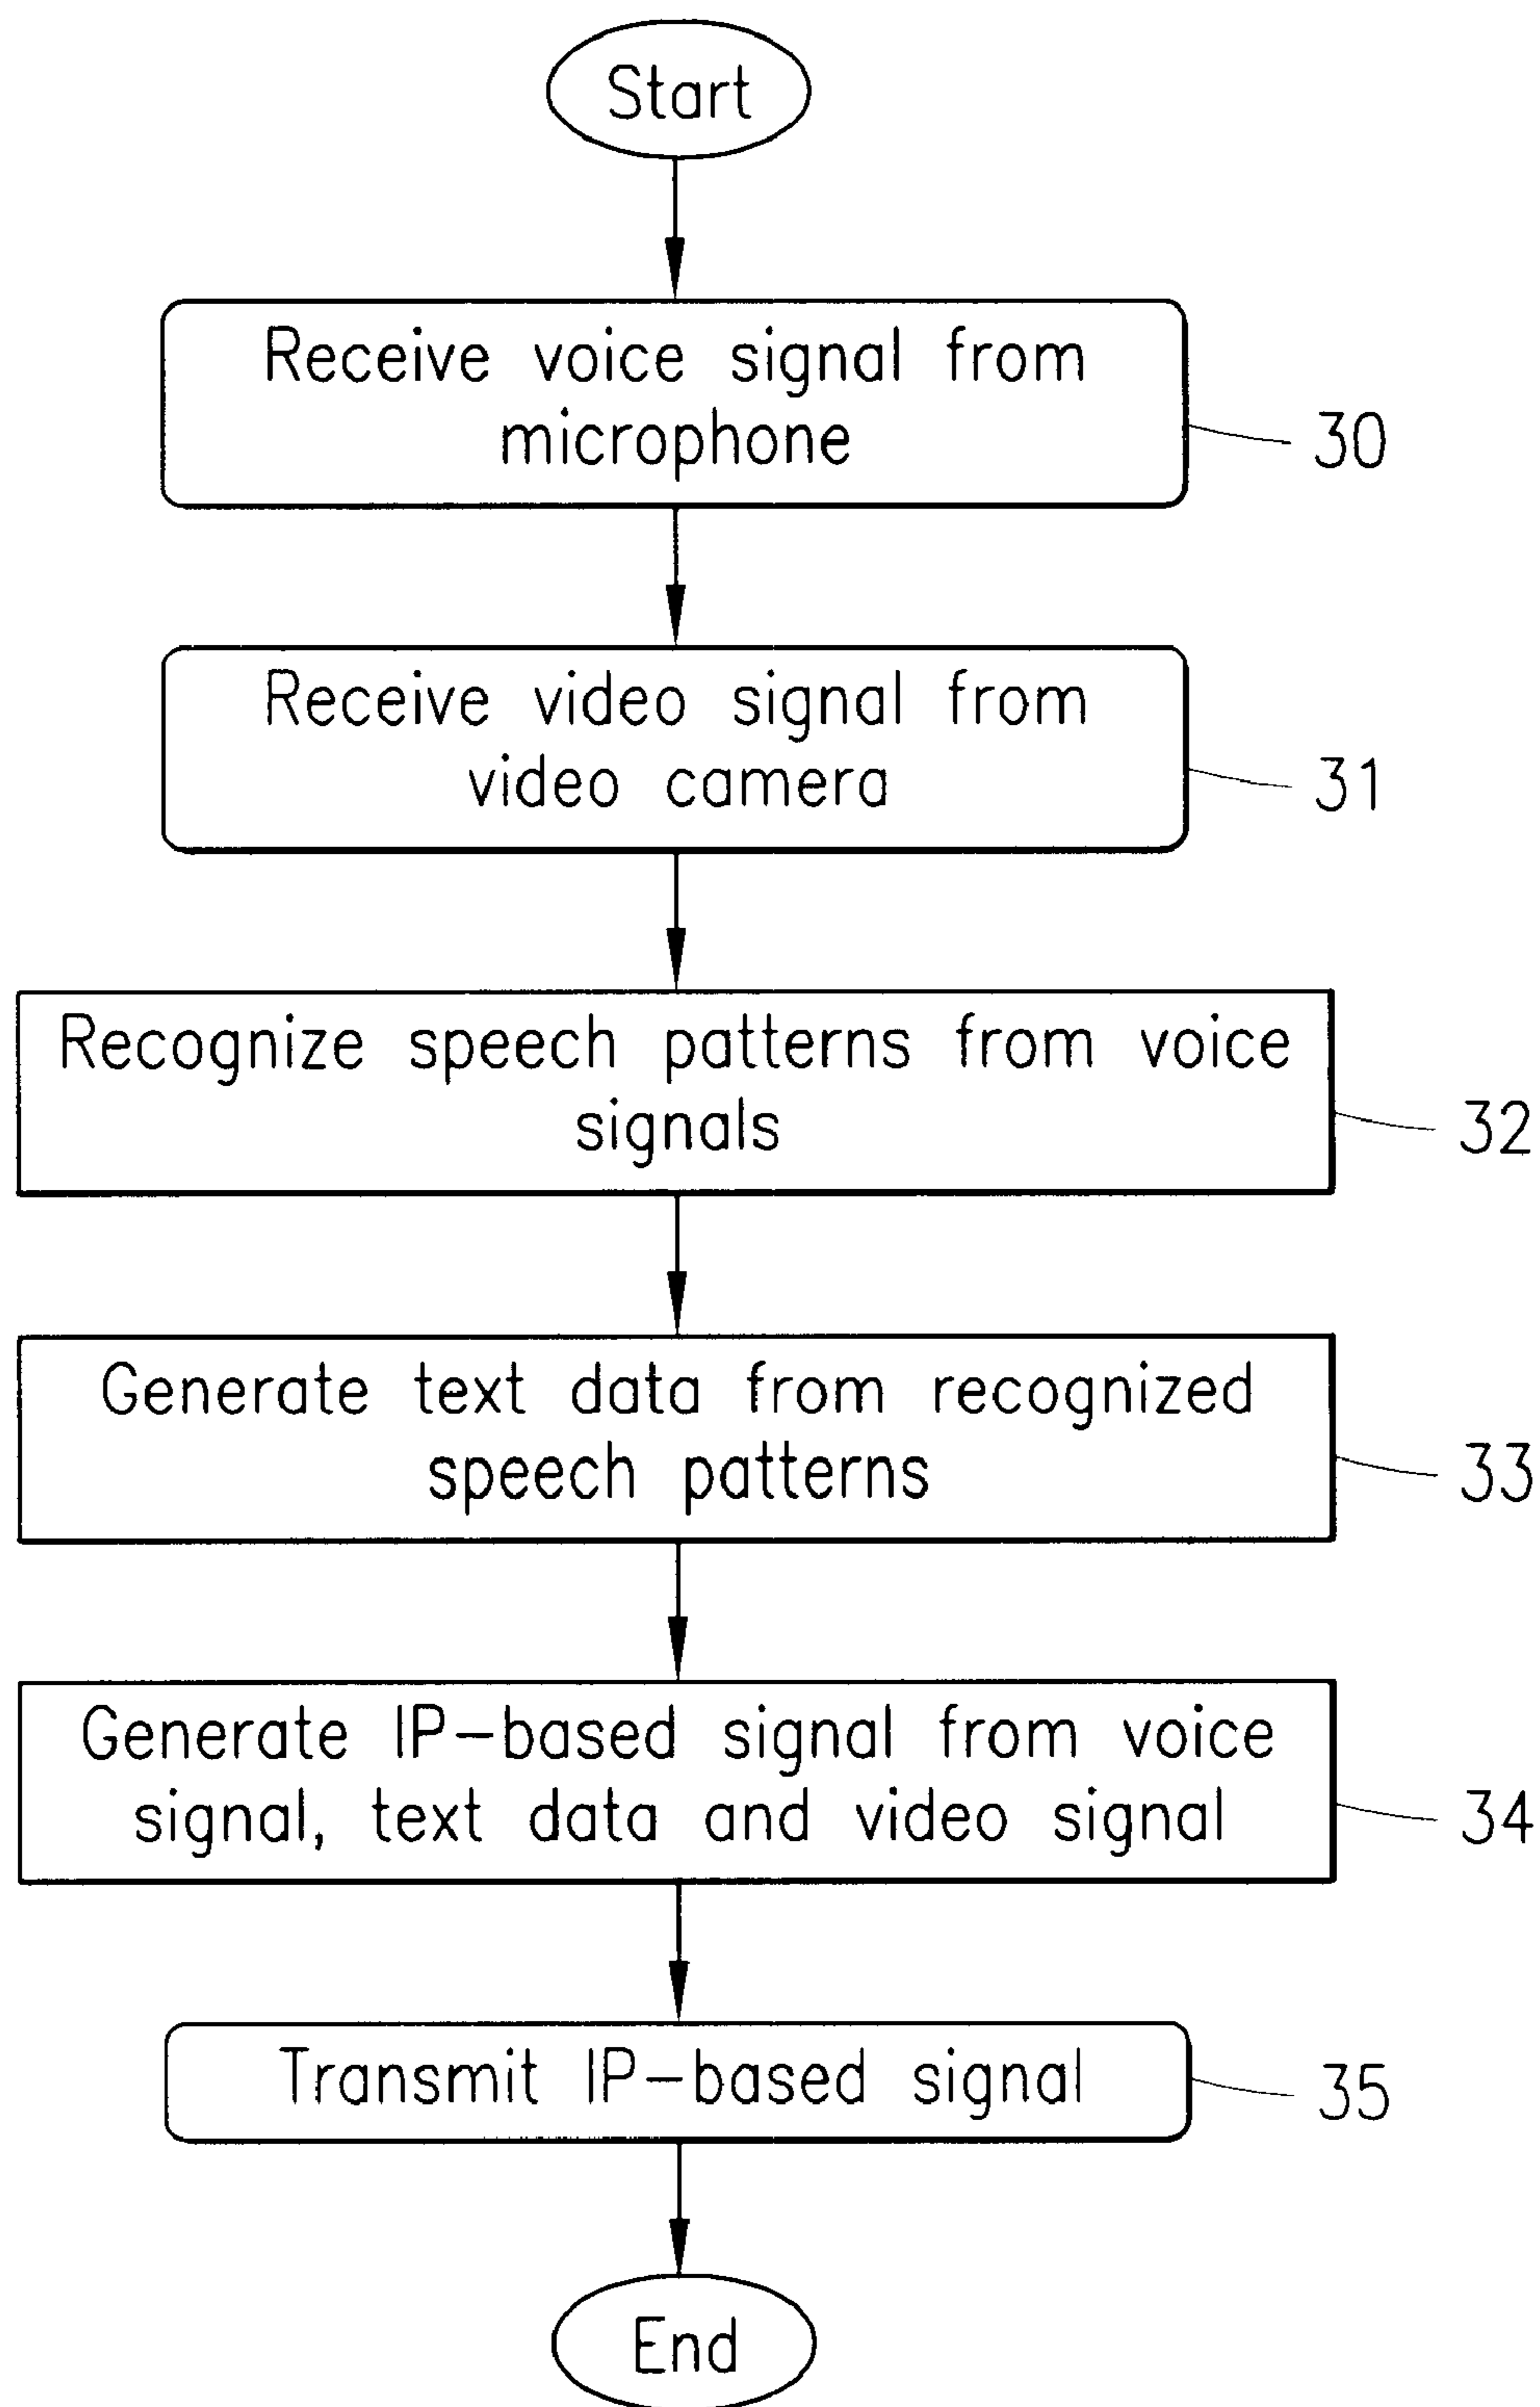 Start
Receive voice signal from
microphone
30
Receive video signal from
video camera
31
Recognize speech patterns from voice
signals
32
Generate text data from recognized
speech patterns
33
Generate IP-based signal from voice
signal, text data and video signal
34
Transmit IP-based signal
35
End